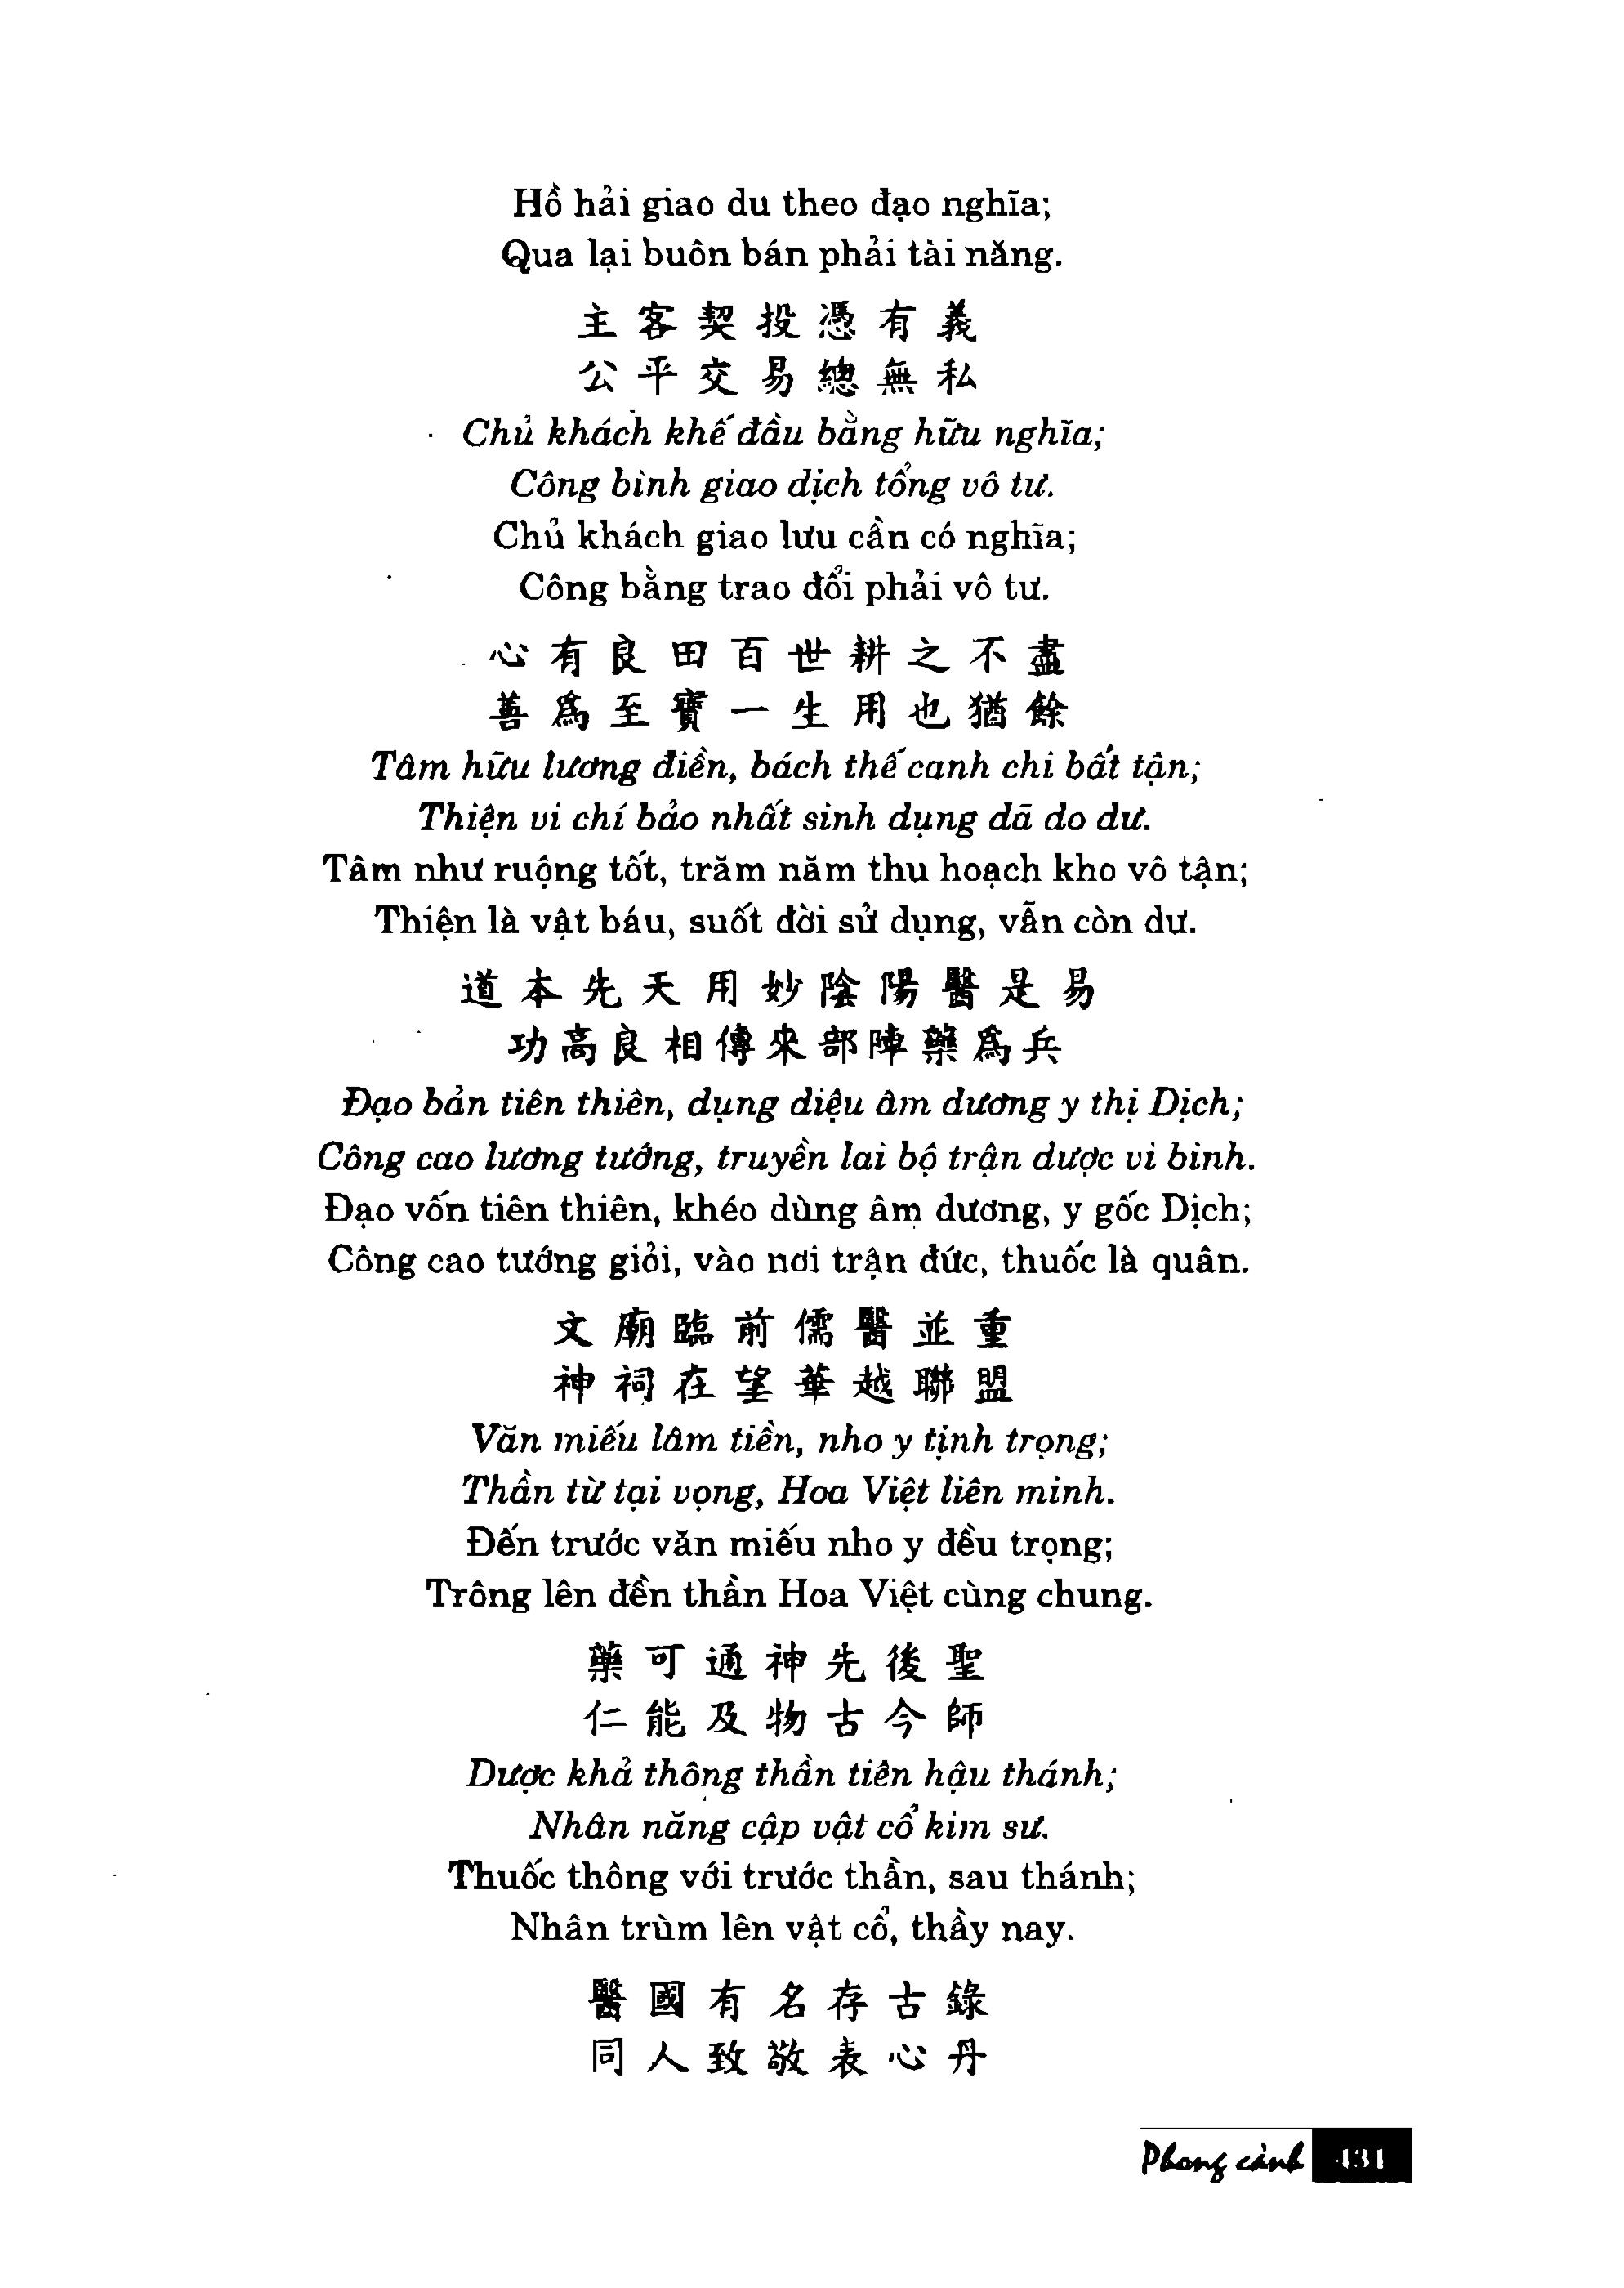 Hồ hải giao du theo đạo nghĩa;
Qua lại buôn bán phải tài năng.
主客契投憑有義
公平交易總無私
Chủ khách khế đầu bằng hữu nghĩa;
Công bình giao dịch tổng vô tư.
Chủ khách giao lưu cần có nghĩa;
Công bằng trao đổi phải vô tư.
心有良田百世耕之不盡
善為至寶一生用也猶餘
Tâm hữu lương điền, bách thế canh chi bất tận;
Thiện vi chí bảo nhất sinh dụng dã do dư.
Tâm như ruộng tốt, trăm năm thu hoạch kho vô tận;
Thiện là vật báu, suốt đời sử dụng, vẫn còn dư.
道本先天用妙陰陽醫是易
功高良相傳來部陣藥為兵
Đạo bản tiên thiên, dụng diệu âm dương y thị Dịch;
Công cao lương tướng, truyền lai bộ trận dược vi binh.
Đạo vốn tiên thiên, khéo dùng âm dương, y gốc Dịch;
Công cao tướng giỏi, vào nơi trận đức, thuốc là quân.
文廟臨前儒醫並重
神祠在望華越聯盟
Văn miếu lâm tiền, nho y tịnh trọng;
Thần từ tại vọng, Hoa Việt liên minh.
Đến trước văn miếu nho y đều trọng;
Trông lên đền thần Hoa Việt cùng chung.
藥可通神先後聖
仁能及物古今師
Dược khả thông thần tiên hậu thánh;
Nhân năng cập vật cổ kim sư.
Thuốc thông với trước thần, sau thánh;
Nhân trùm lên vật cổ, thầy nay.
醫國有名存古錄
同人致敬表心丹
Phong cảnh